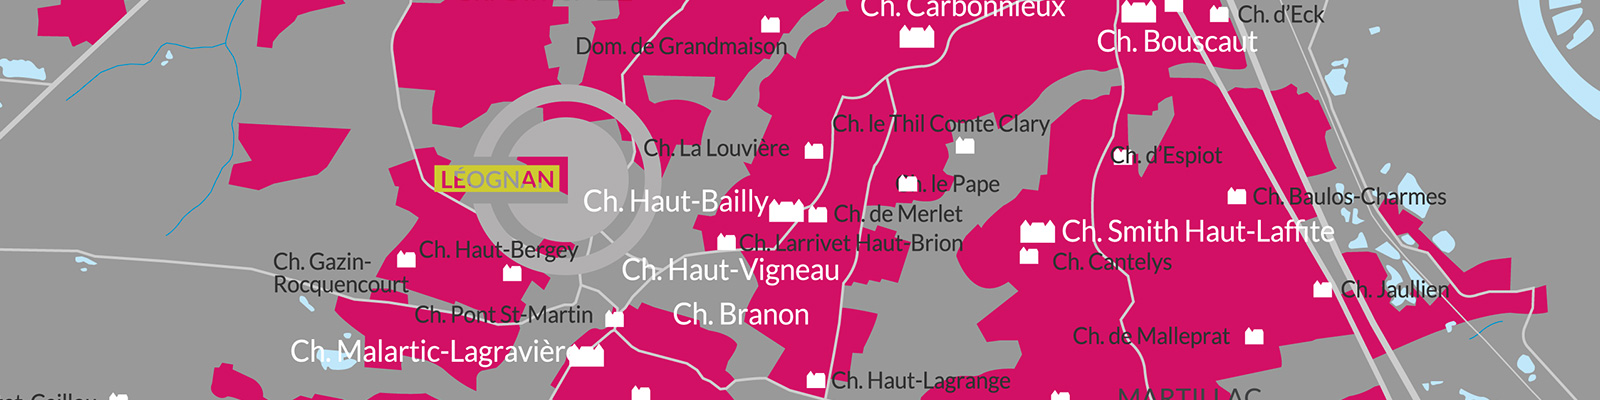 Ch. Carbonnieux
Ch. d'Eck
Dom. de Grandmaison
Ch. Bouscaut
Ch. le Thil Comte Clary
Ch. La Louvière
Ch. d'Espiot
LÉOGNAN
Ch. le Pape
Ch. Haut-Bailly
Ch. Baulos-Charmes
Ch. de Merlet
Ch. Smith Haut-Laffite
Ch. Larrivet Haut-Brion
Ch. Haut-Bergey
Ch. Gazin-
Rocquencourt
Ch. Haut-Vigneau
Ch. Cantelys
Ch. Jaullien
Ch. Pont St-Martin
Ch. Branon
Ch. de Malleprat
Ch. Malartic-Lagravière
Ch. Haut-Lagrange
MARTILLAC